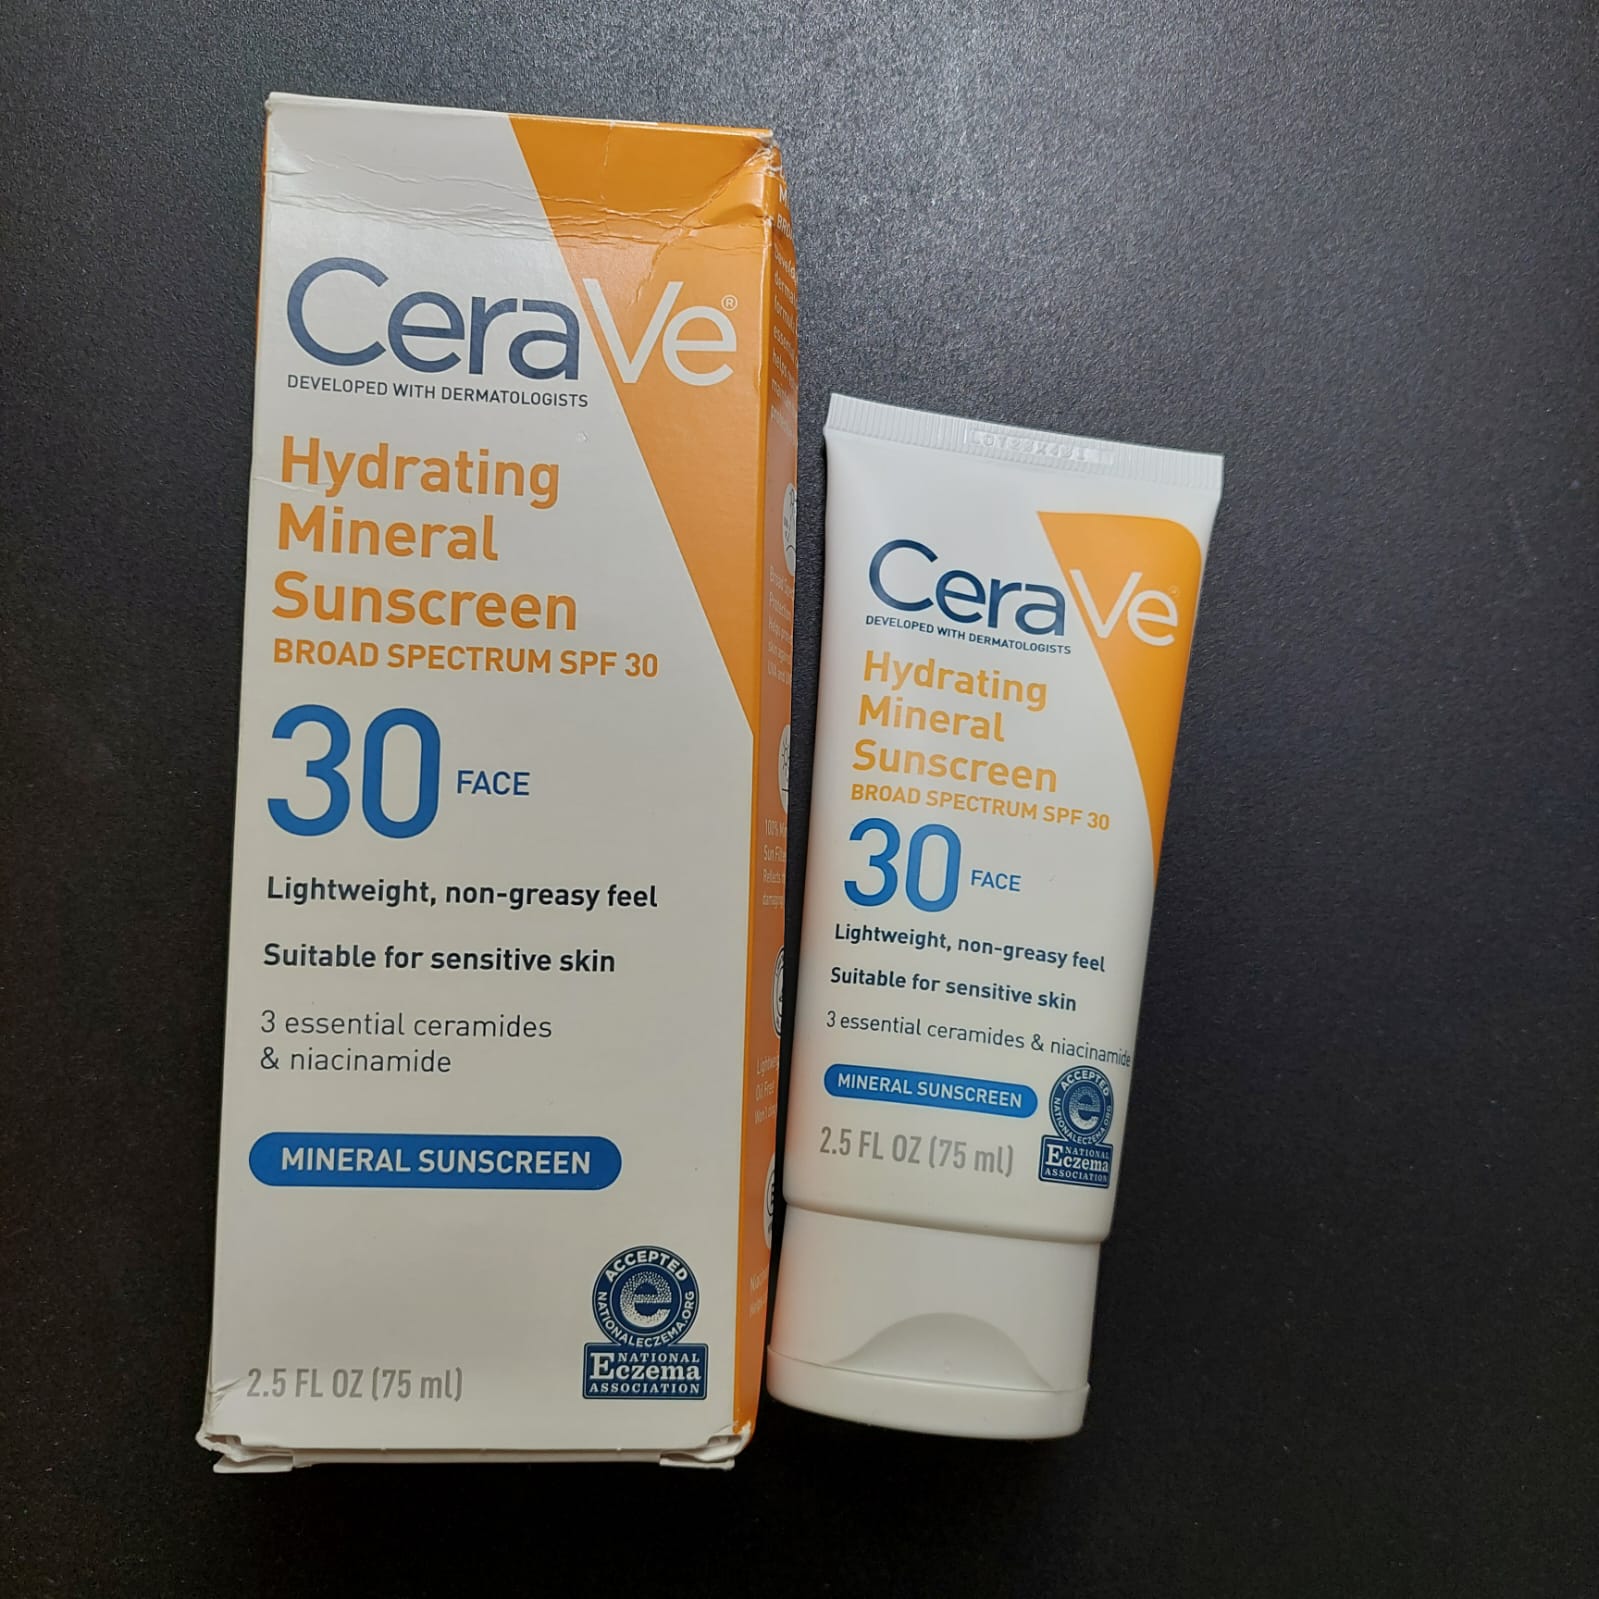 CeraVe®
DEVELOPED WITH DERMATOLOGISTS
Hydrating
Mineral
Sunscreen
BROAD SPECTRUM SPF 30
30 FACE
Lightweight, non-greasy feel
Suitable for sensitive skin
3 essential ceramides
& niacinamide
MINERAL SUNSCREEN
2.5 FL OZ (75 ml)
ACCEPTED
e
NATIONALECZEMA.ORG
NATIONAL
Eczema
ASSOCIATION
CeraVe®
DEVELOPED WITH DERMATOLOGISTS
Hydrating
Mineral
Sunscreen
BROAD SPECTRUM SPF 30
30 FACE
Lightweight, non-greasy feel
Suitable for sensitive skin
3 essential ceramides & niacinamide
MINERAL SUNSCREEN
2.5 FL OZ (75 ml)
ACCEPTED
e
NATIONALECZEMA.ORG
NATIONAL
Eczema
ASSOCIATION